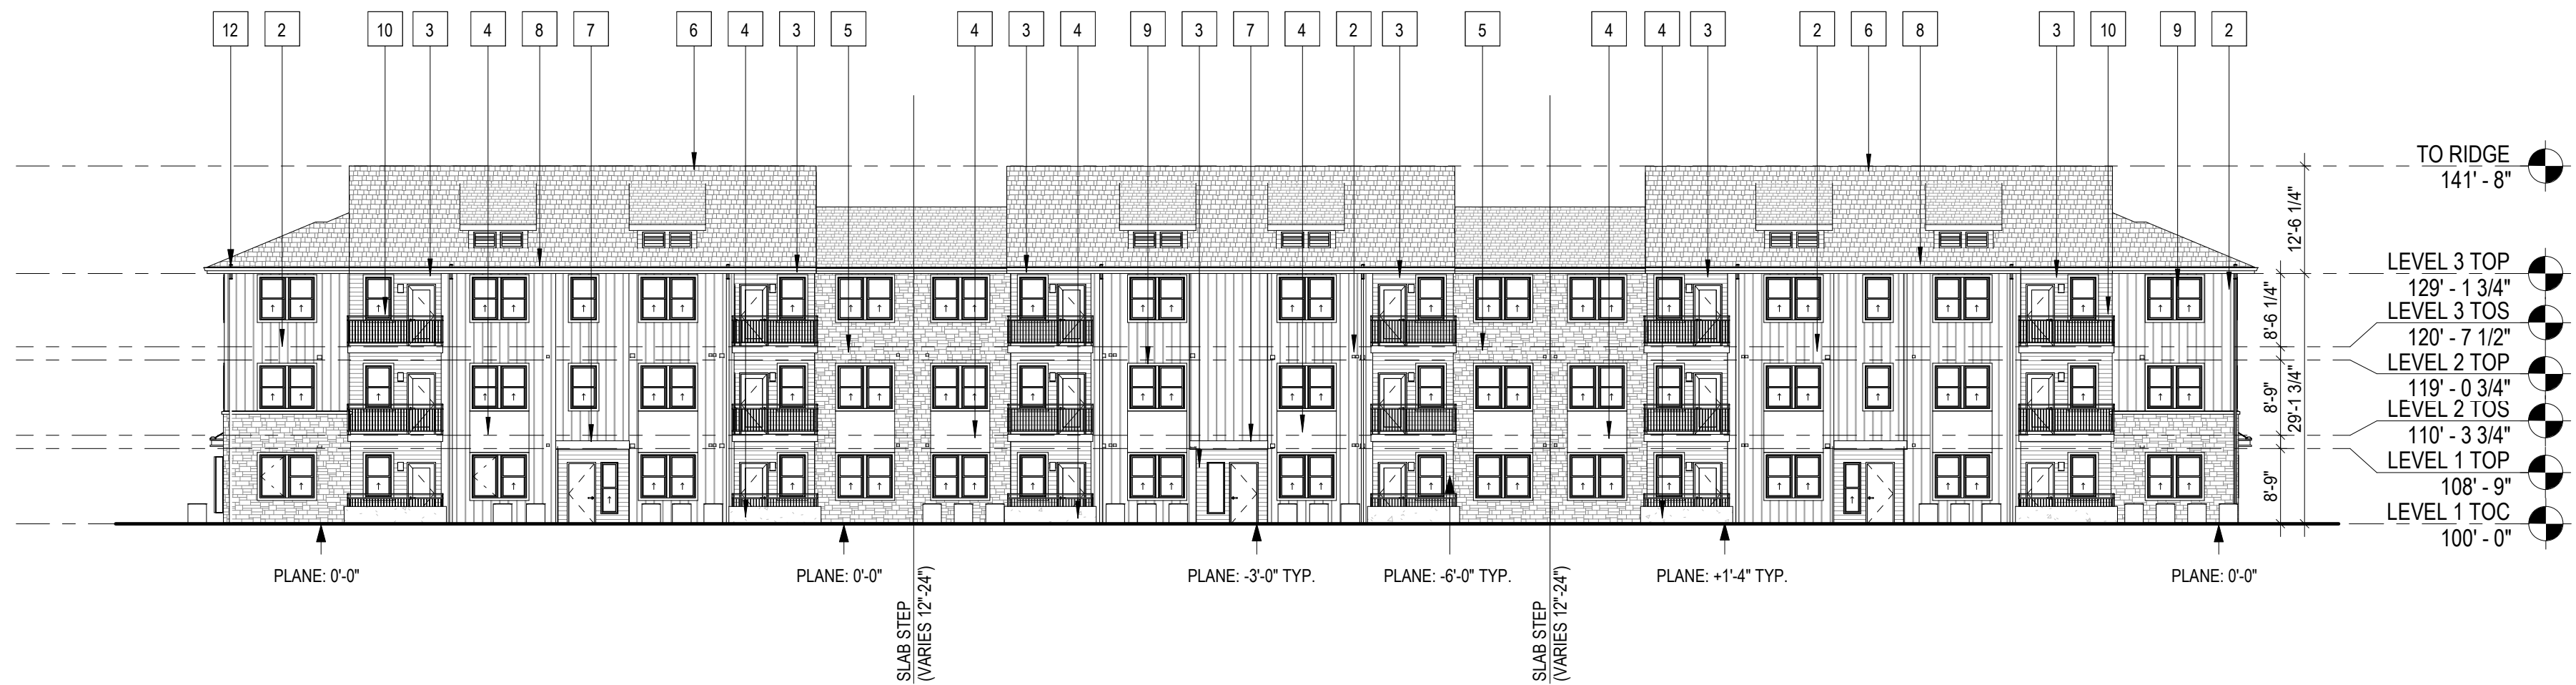 12 2 10 3 4 8 7 6 4 3 5 4 3 4 9 3 7 4 2 3 5 4 4 3 2 6 8 3 10 9 2
TO RIDGE
141' - 8"
12'-6 1/4"
LEVEL 3 TOP
129' - 1 3/4"
8'-6 1/4"
LEVEL 3 TOS
120' - 7 1/2"
LEVEL 2 TOP
119' - 0 3/4"
8'-9"
29'-1 3/4"
LEVEL 2 TOS
110' - 3 3/4"
LEVEL 1 TOP
108' - 9"
8'-9"
LEVEL 1 TOC
100' - 0"
PLANE: 0'-0"
PLANE: 0'-0"
PLANE: -3'-0" TYP.
PLANE: -6'-0" TYP.
PLANE: +1'-4" TYP.
PLANE: 0'-0"
SLAB STEP
(VARIES 12"-24")
SLAB STEP
(VARIES 12"-24")